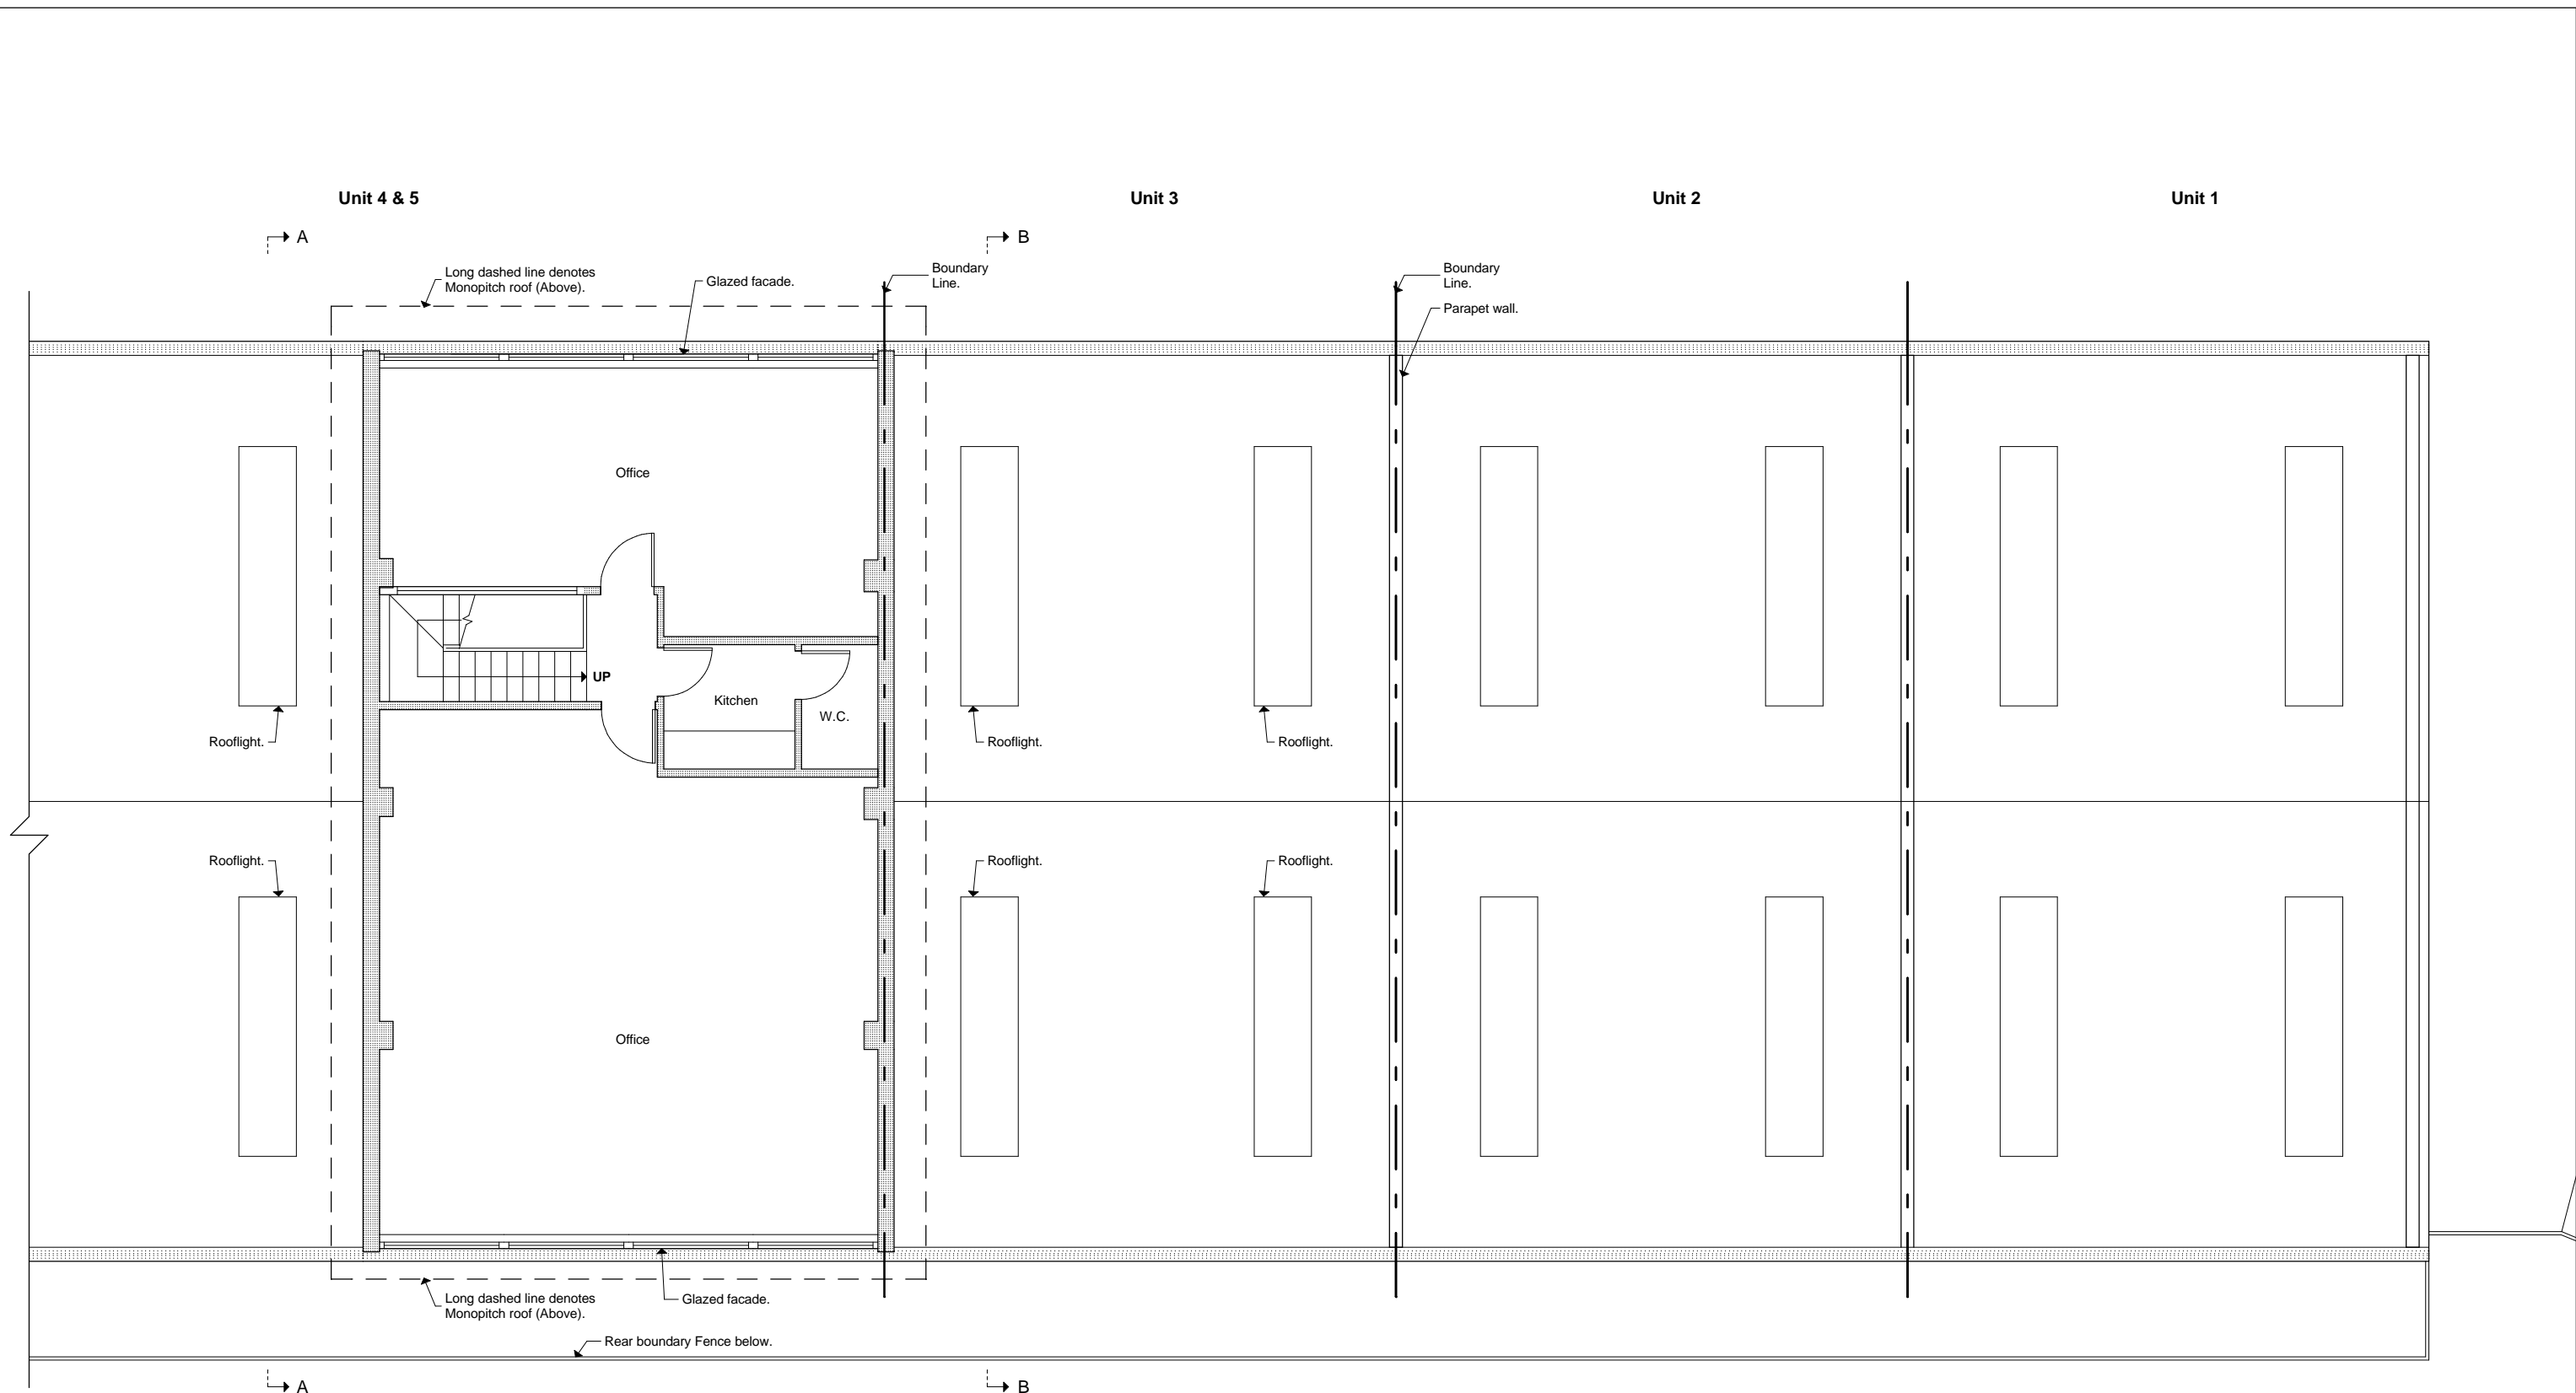 Unit 4 & 5
Unit 3
Unit 2
Unit 1
A
B
Long dashed line denotes
Monopitch roof (Above).
Glazed facade.
Boundary
Line.
Boundary
Line.
Parapet wall.
Office
UP
Kitchen
W.C.
Rooflight.
Rooflight.
Rooflight.
Rooflight.
Rooflight.
Rooflight.
Office
Long dashed line denotes
Monopitch roof (Above).
Glazed facade.
Rear boundary Fence below.
A
B